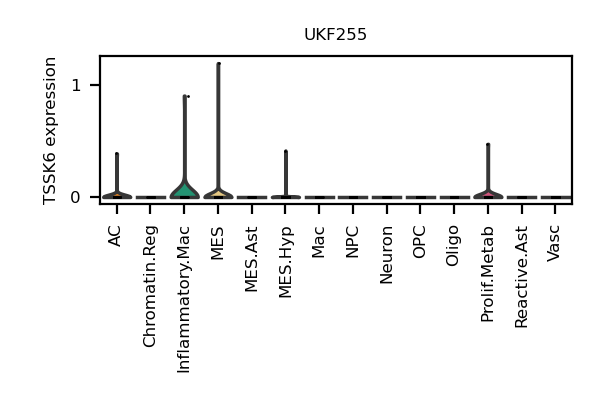 UKF255
TSSK6 expression
1
0
AC
Chromatin.Reg
Inflammatory.Mac
MES
MES.Ast
MES.Hyp
Mac
NPC
Neuron
OPC
Oligo
Prolif.Metab
Reactive.Ast
Vasc